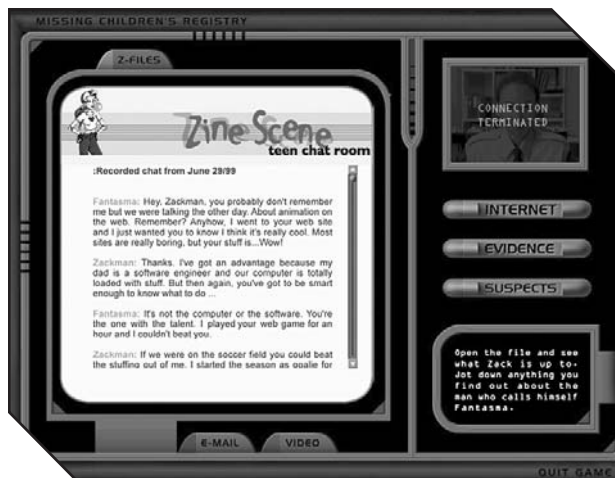 MISSING CHILDREN'S REGISTRY
Z-FILES
Zine Scene
teen chat room
:Recorded chat from June 29/99
Fantasma: Hey, Zackman, you probably don't remember
me but we were talking the other day. About animation on
the web. Remember? Anyhow, I went to your web site
and I just wanted you to know I think it's really cool. Most
sites are really boring, but your stuff is...Wow!
Zackman: Thanks. I've got an advantage because my
dad is a software engineer and our computer is totally
loaded with stuff. But then again, you've got to be smart
enough to know what to do ...
Fantasma: It's not the computer or the software. You're
the one with the talent. I played your web game for an
hour and I couldn't beat you.
Zackman: If we were on the soccer field you could beat
the stuffing out of me. I started the season as goalie for
E-MAIL
VIDEO
CONNECTION
TERMINATED
INTERNET
EVIDENCE
SUSPECTS
Open the file and see
what Zack is up to.
Jot down anything you
find out about the
man who calls himself
Fantasma.
QUIT GAME